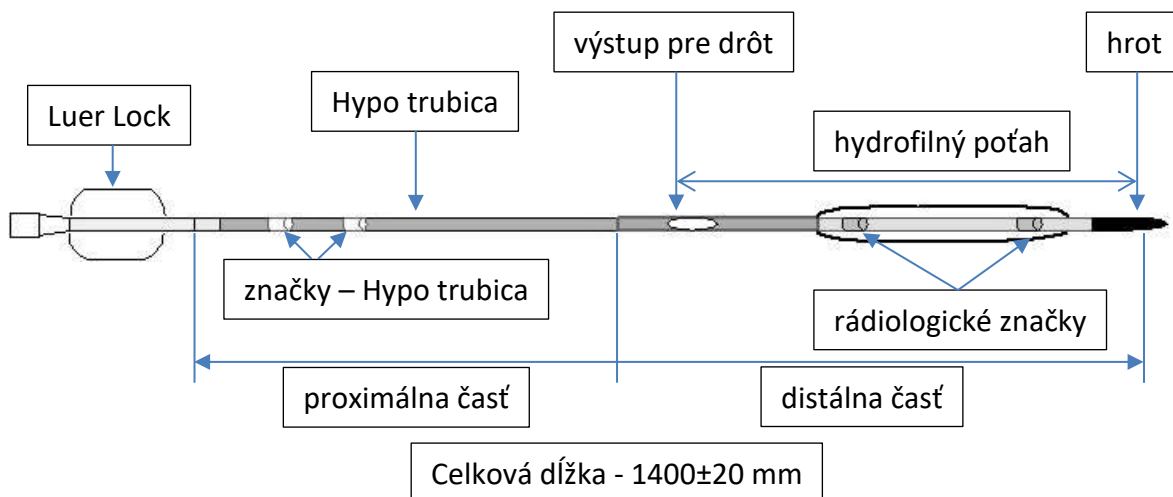 výstup pre drôt
hrot
Hypo trubica
Luer Lock
hydrofilný poťah
značky – Hypo trubica
rádiologické značky
proximálna časť
distálna časť
Celková dĺžka - 1400±20 mm